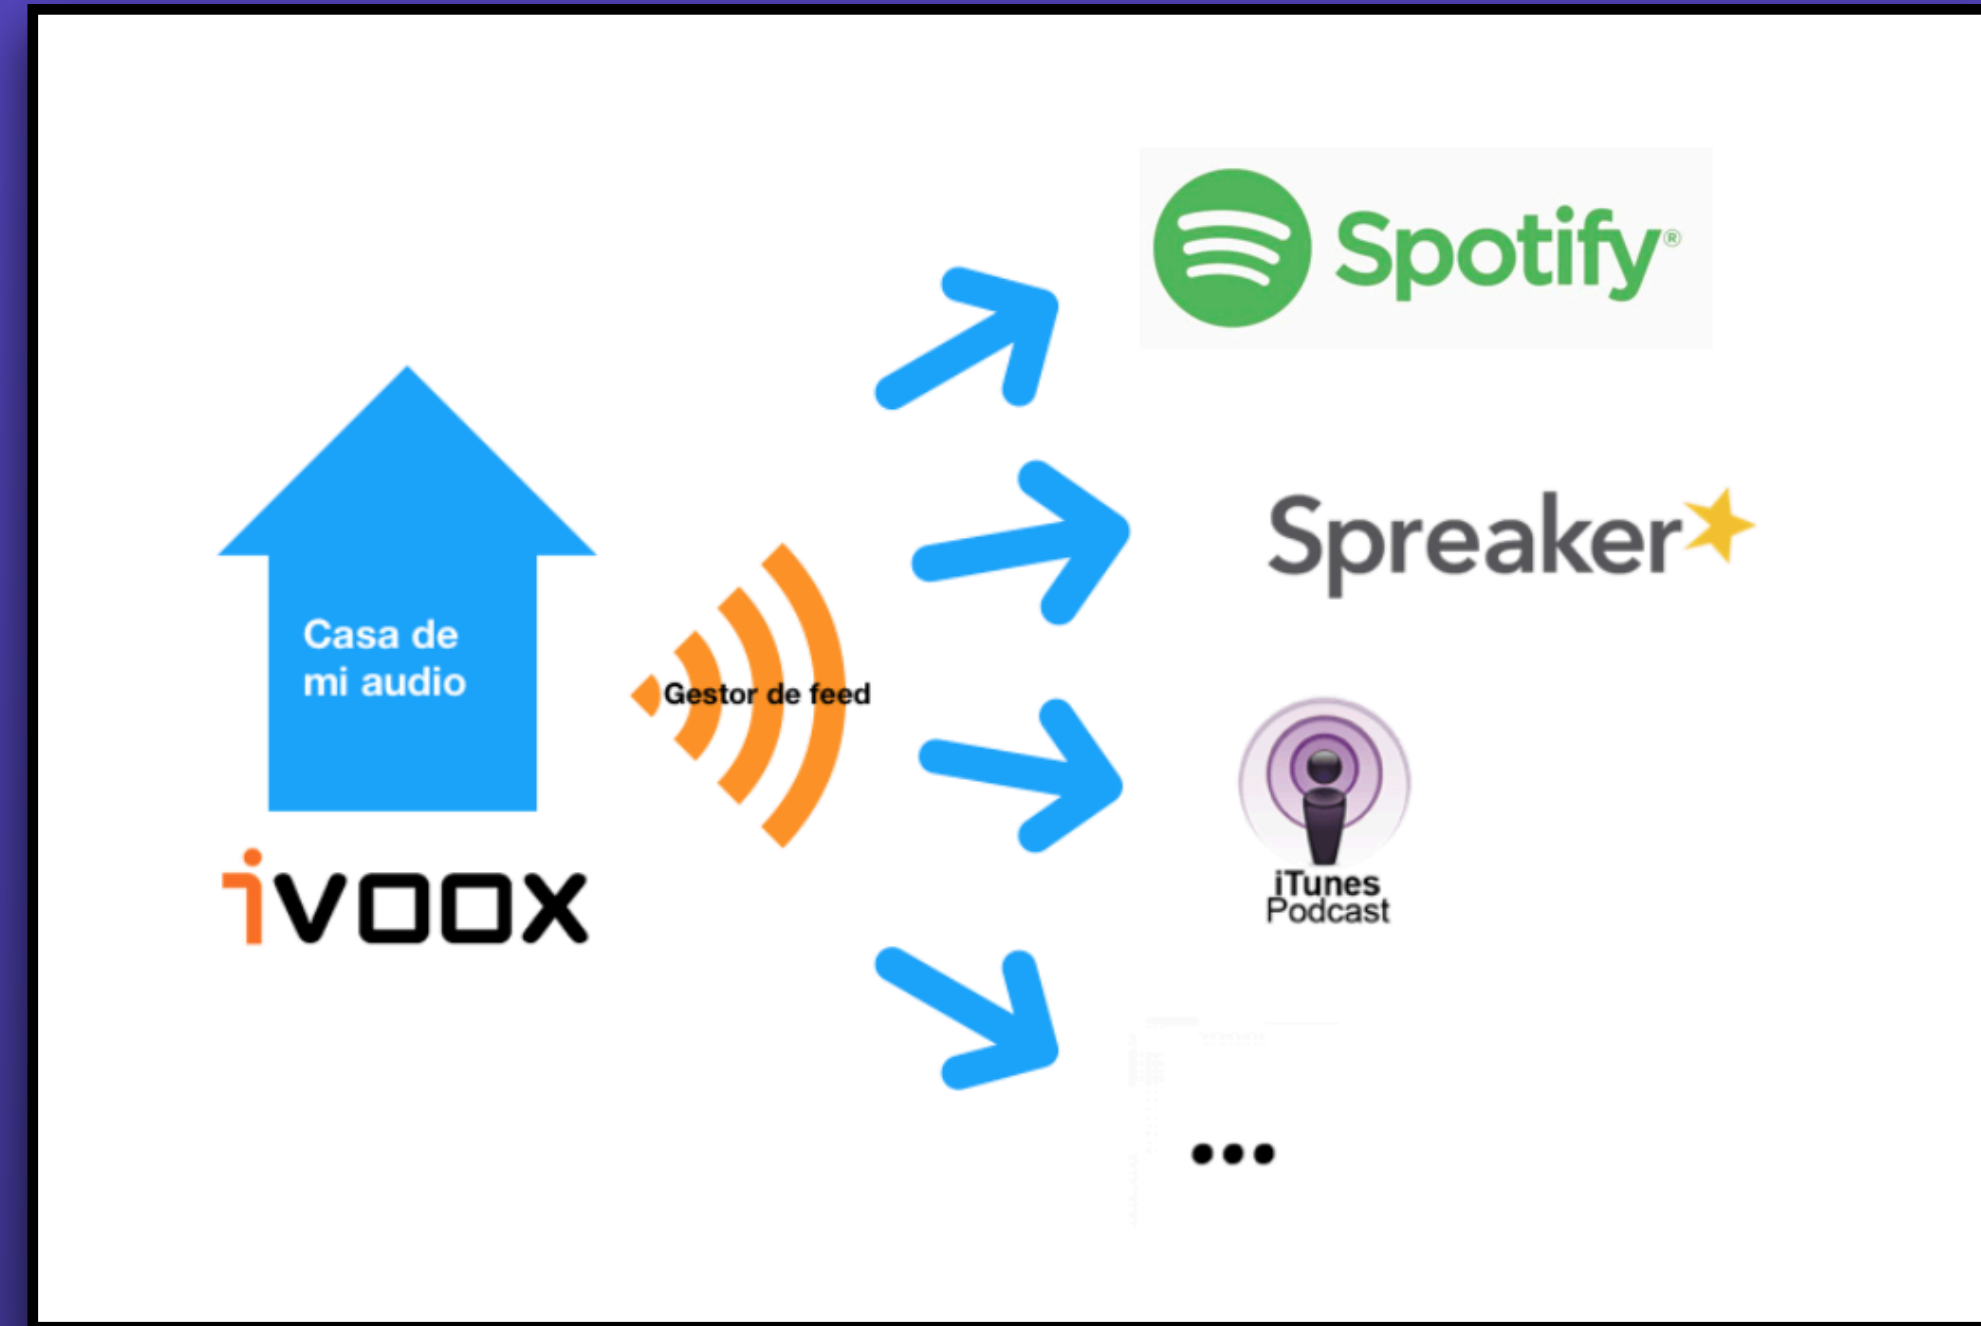 Spotify®
Spreaker
Casa de
mi audio
Gestor de feed
iTunes
Podcast
ivoox
...